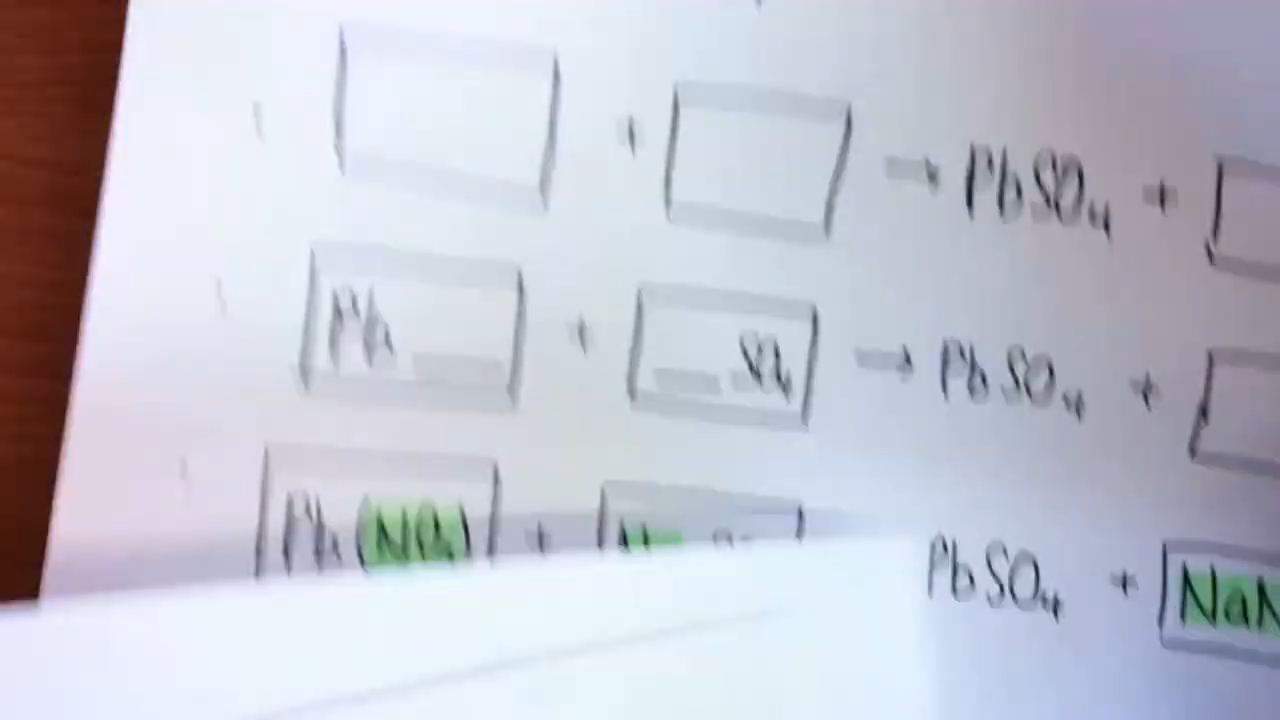 + → PbSO₄ +
Pb + SO₄ → PbSO₄ +
Pb(NO₃) + PbSO₄ + NaN